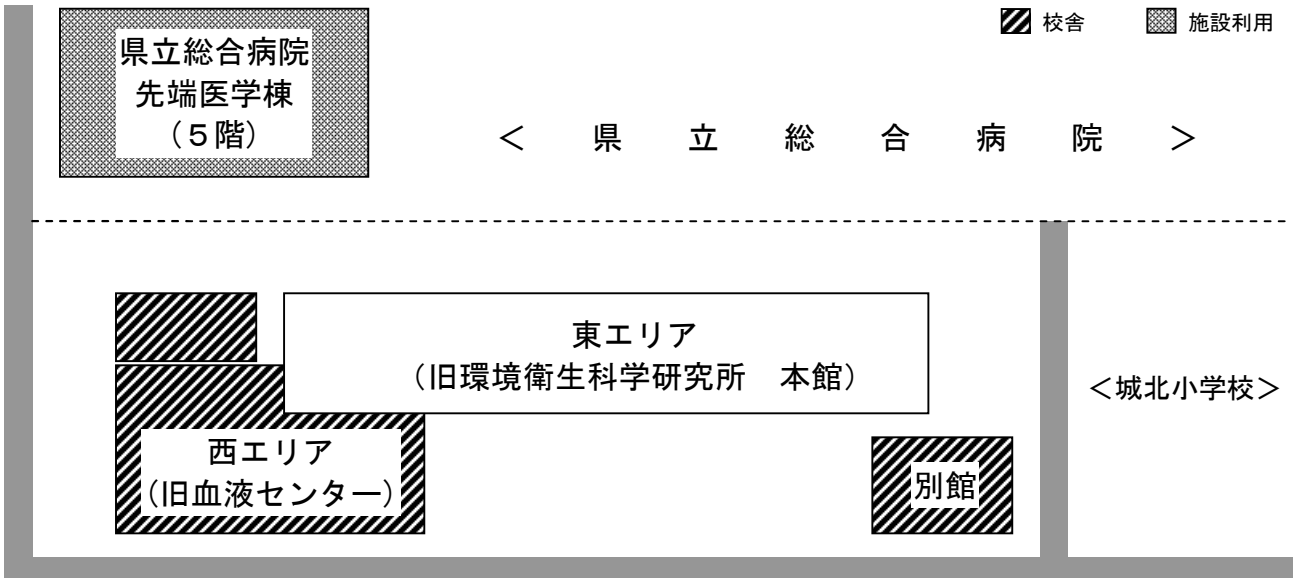 校舎
施設利用
県立総合病院
先端医学棟
(５階)
＜　県　立　総　合　病　院　＞
東エリア
(旧環境衛生科学研究所　本館)
＜城北小学校＞
西エリア
(旧血液センター)
別館